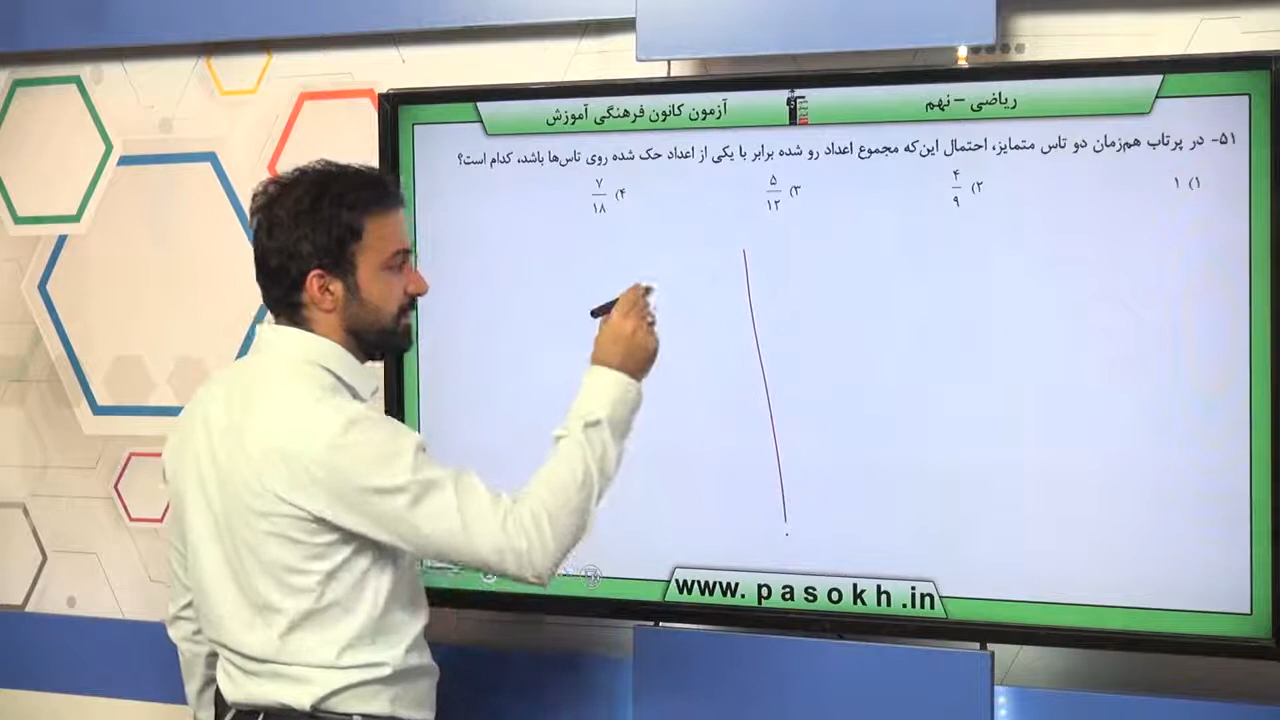 ریاضی – نهم
آزمون کانون فرهنگی آموزش
۵۱- در پرتاب هم‌زمان دو تاس متمایز، احتمال این‌که مجموع اعداد رو شده برابر با یکی از اعداد حک شده روی تاس‌ها باشد، کدام است؟
۱) ۱ ۲) ۴/۹ ۳) ۵/۱۲ ۴) ۷/۱۸
www.pasokh.in